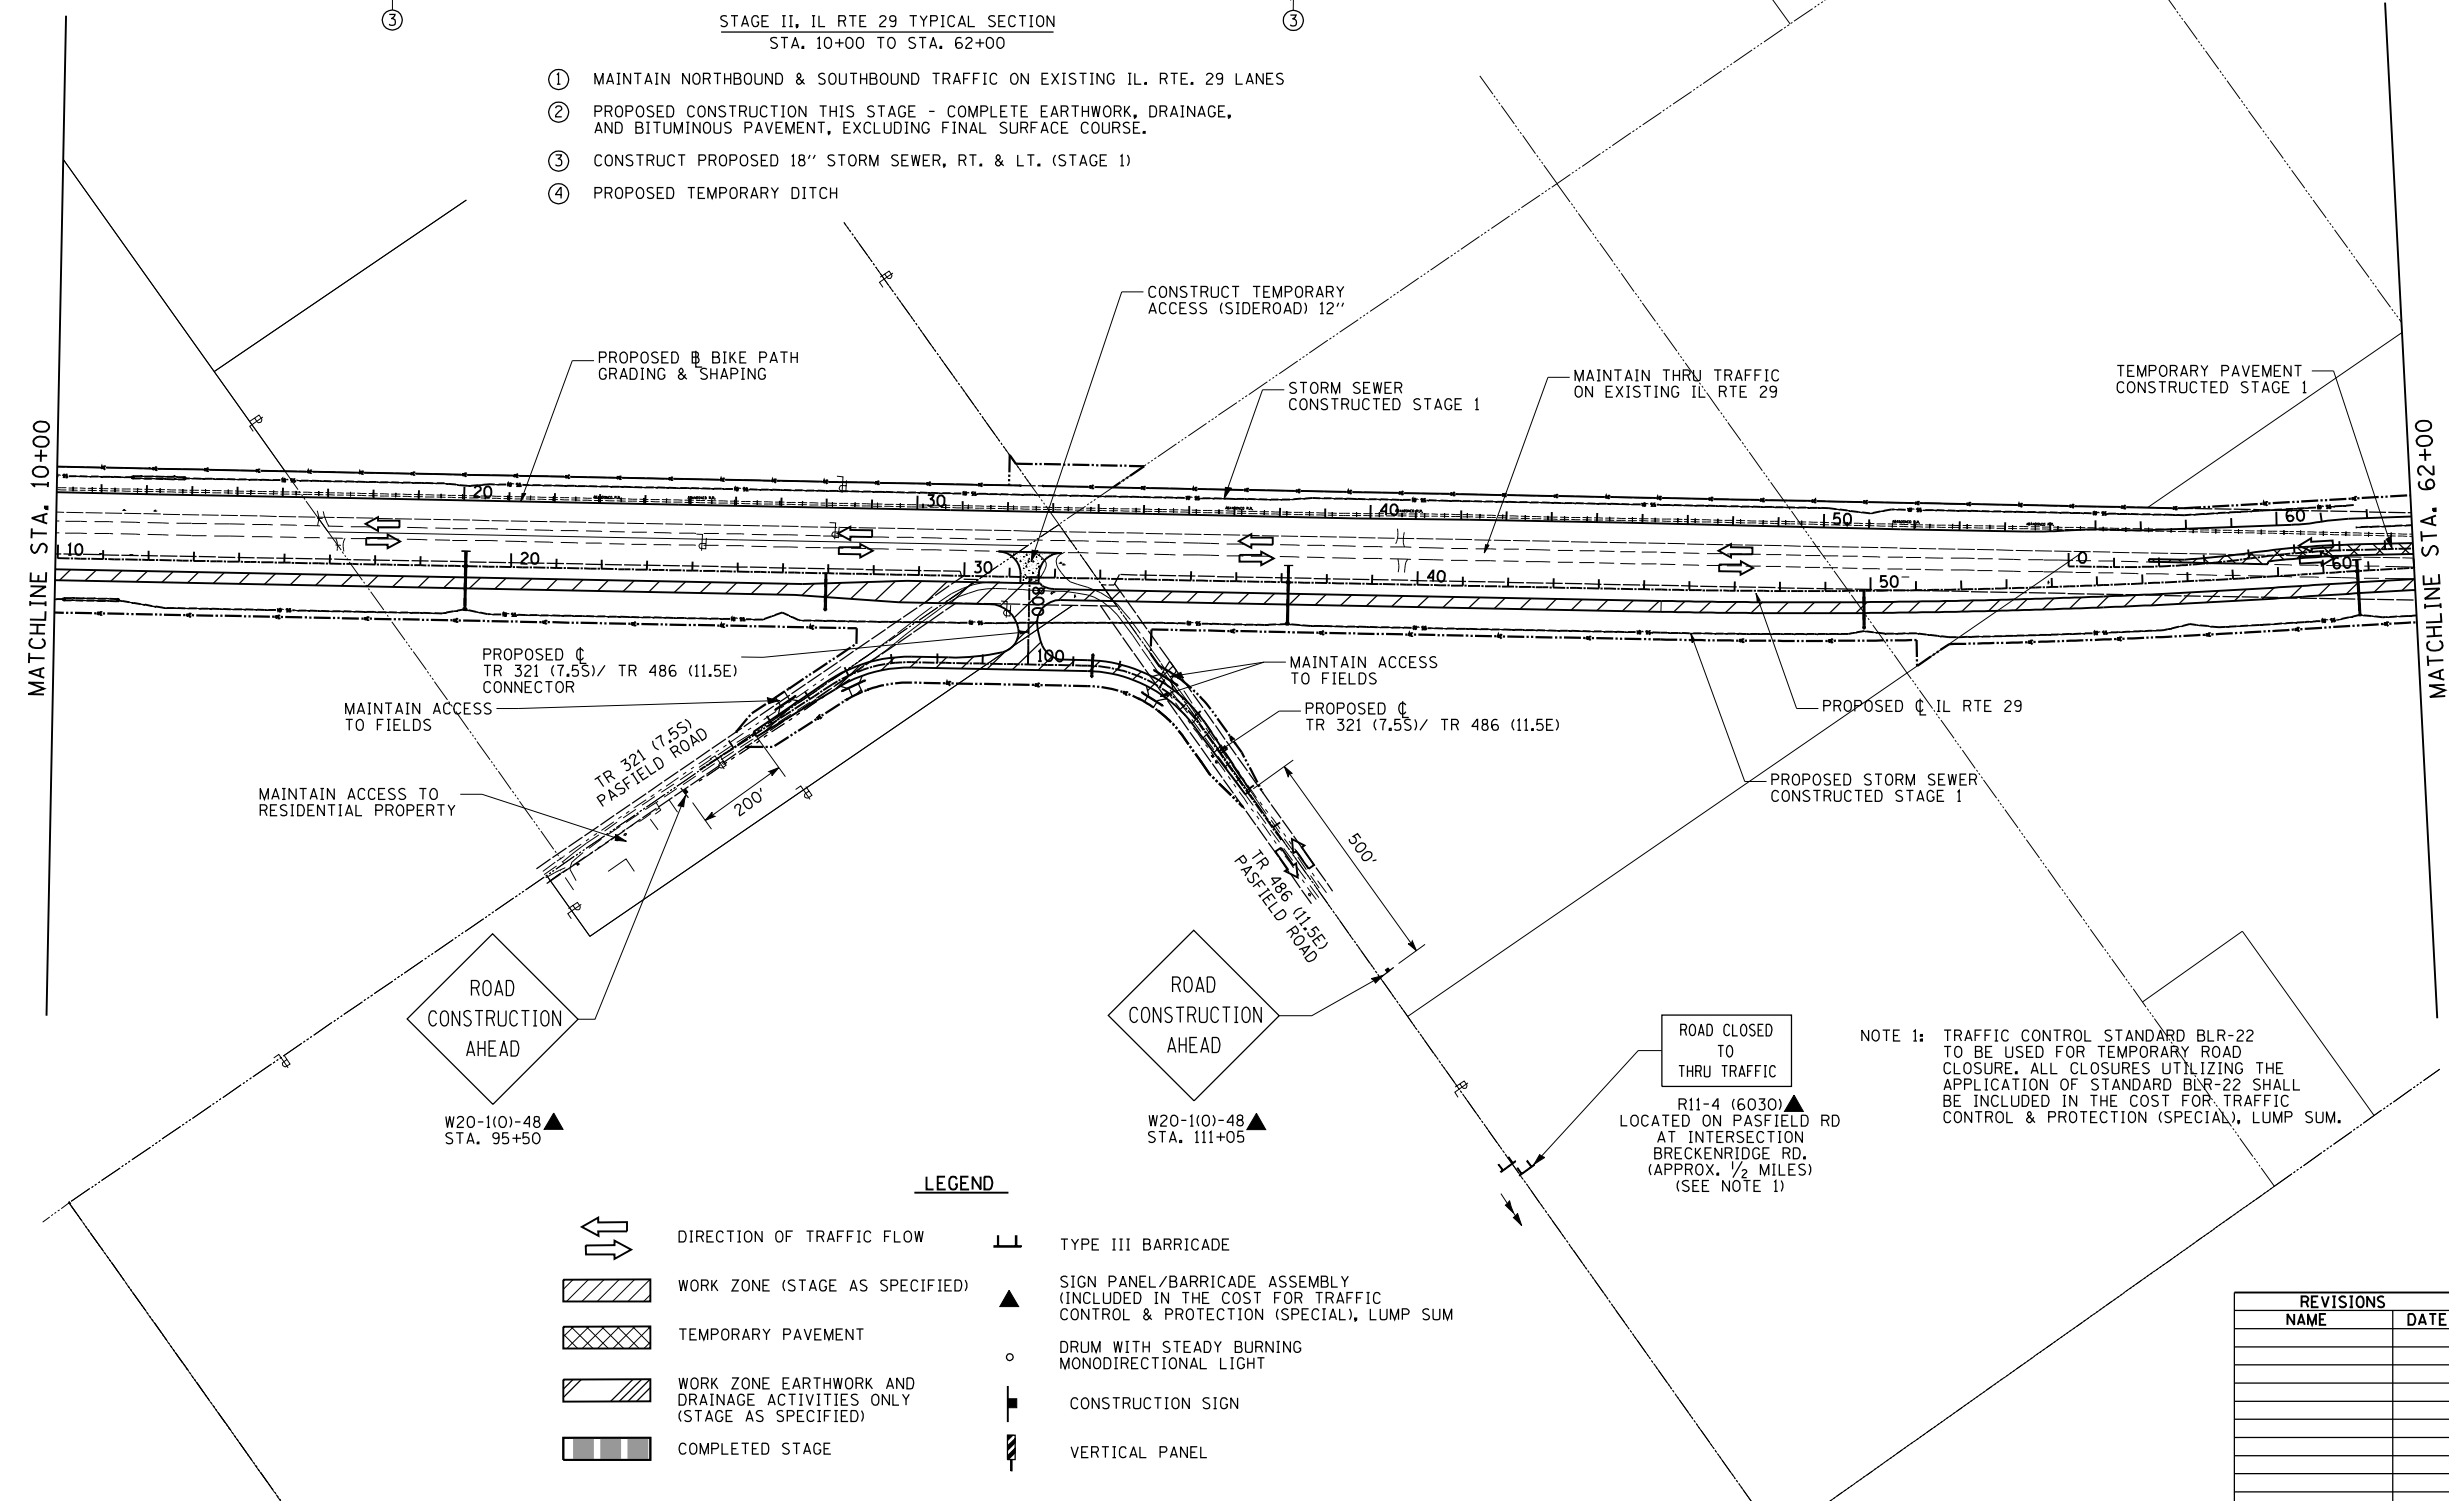 3
3
STAGE II, IL RTE 29 TYPICAL SECTION
STA. 10+00 TO STA. 62+00
1 MAINTAIN NORTHBOUND & SOUTHBOUND TRAFFIC ON EXISTING IL. RTE. 29 LANES
2 PROPOSED CONSTRUCTION THIS STAGE - COMPLETE EARTHWORK, DRAINAGE,
AND BITUMINOUS PAVEMENT, EXCLUDING FINAL SURFACE COURSE.
3 CONSTRUCT PROPOSED 18'' STORM SEWER, RT. & LT. (STAGE 1)
4 PROPOSED TEMPORARY DITCH
CONSTRUCT TEMPORARY
ACCESS (SIDEROAD) 12''
PROPOSED ℄ BIKE PATH
GRADING & SHAPING
STORM SEWER
CONSTRUCTED STAGE 1
MAINTAIN THRU TRAFFIC
ON EXISTING IL RTE 29
TEMPORARY PAVEMENT
CONSTRUCTED STAGE 1
MATCHLINE STA. 10+00
MATCHLINE STA. 62+00
20
30
40
50
60
10
20
30
40
50
0
60
800
100
PROPOSED ℄
TR 321 (7.5S)/ TR 486 (11.5E)
CONNECTOR
MAINTAIN ACCESS
TO FIELDS
MAINTAIN ACCESS
TO FIELDS
PROPOSED ℄
TR 321 (7.5S)/ TR 486 (11.5E)
PROPOSED ℄ IL RTE 29
PROPOSED STORM SEWER
CONSTRUCTED STAGE 1
TR 321 (7.5S)
PASFIELD ROAD
200'
MAINTAIN ACCESS TO
RESIDENTIAL PROPERTY
500'
TR 486 (11.5E)
PASFIELD ROAD
ROAD
CONSTRUCTION
AHEAD
W20-1(O)-48
STA. 95+50
ROAD
CONSTRUCTION
AHEAD
W20-1(O)-48
STA. 111+05
ROAD CLOSED
TO
THRU TRAFFIC
R11-4 (6030)
LOCATED ON PASFIELD RD
AT INTERSECTION
BRECKENRIDGE RD.
(APPROX. 1/2 MILES)
(SEE NOTE 1)
NOTE 1: TRAFFIC CONTROL STANDARD BLR-22
TO BE USED FOR TEMPORARY ROAD
CLOSURE. ALL CLOSURES UTILIZING THE
APPLICATION OF STANDARD BLR-22 SHALL
BE INCLUDED IN THE COST FOR TRAFFIC
CONTROL & PROTECTION (SPECIAL), LUMP SUM.
LEGEND
DIRECTION OF TRAFFIC FLOW
WORK ZONE (STAGE AS SPECIFIED)
TEMPORARY PAVEMENT
WORK ZONE EARTHWORK AND
DRAINAGE ACTIVITIES ONLY
(STAGE AS SPECIFIED)
COMPLETED STAGE
TYPE III BARRICADE
SIGN PANEL/BARRICADE ASSEMBLY
(INCLUDED IN THE COST FOR TRAFFIC
CONTROL & PROTECTION (SPECIAL), LUMP SUM
DRUM WITH STEADY BURNING
MONODIRECTIONAL LIGHT
CONSTRUCTION SIGN
VERTICAL PANEL
REVISIONS
NAME DATE